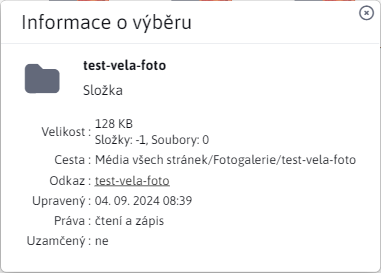 Informace o výběru
test-vela-foto
Složka
Velikost : 128 KB
Složky: -1, Soubory: 0
Cesta : Média všech stránek/Fotogalerie/test-vela-foto
Odkaz : test-vela-foto
Upravený : 04. 09. 2024 08:39
Práva : čtení a zápis
Uzamčený : ne